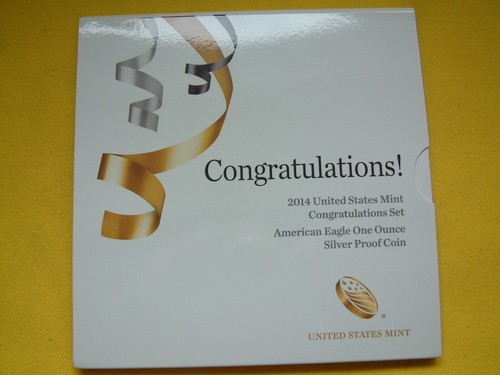 Congratulations!
2014 United States Mint
Congratulations Set
American Eagle One Ounce
Silver Proof Coin
®
UNITED STATES MINT